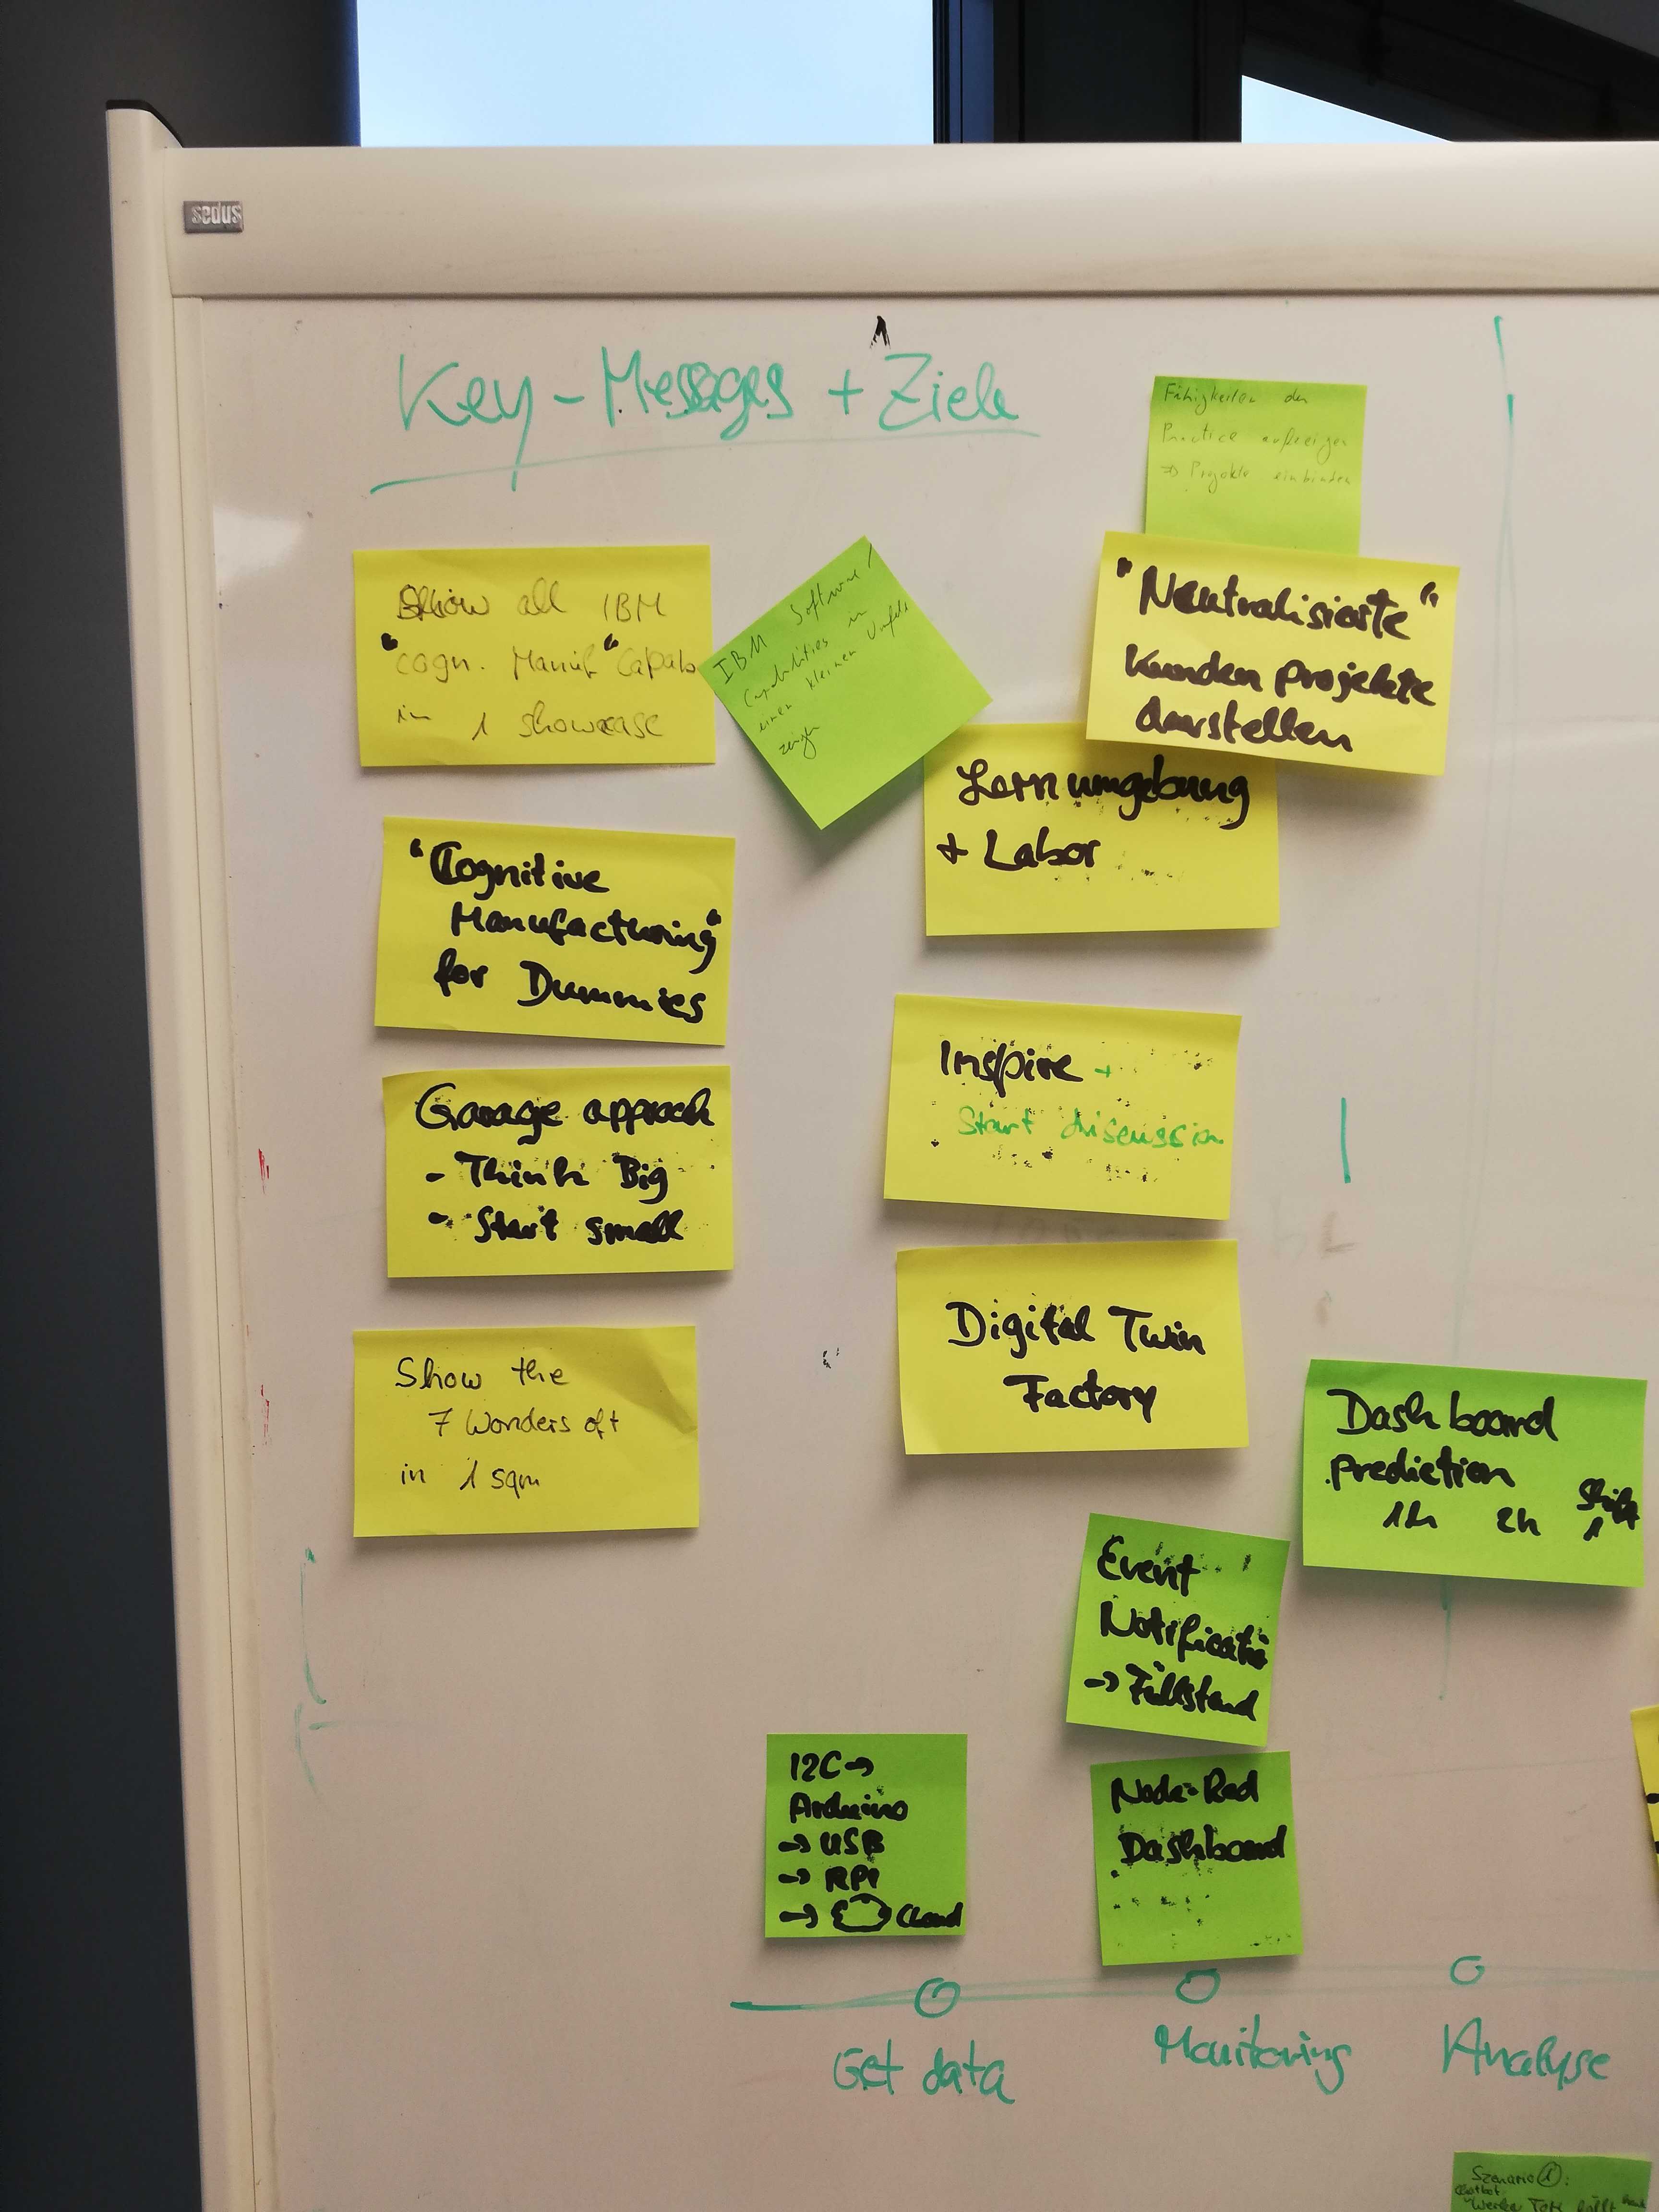 sedus
Key-Messages + Ziele
Fähigkeiten der
Practice aufzeigen
=> Projekte einbinden
Show all IBM
"cogn. Manuf" Capab
in 1 showcase
IBM Software/
Capabilities in
einen kleinen Umfeld
zeigen
"Neutralisierte"
Kunden projekte
darstellen
Lernumgebung
+ Labor
"Cognitive
Manufacturing"
for Dummies
Inspire +
Start discussion
Garage approach
- Think Big
- Start small
Digital Twin
Factory
Show the
7 Wonders of t
in 1 sqm
Dashboard
prediction
1h 2h Shift
1
Event
Notificatio
-> Füllstand
I2C ->
Arduino
-> USB
-> RPI
-> Cloud
Node-Red
Dashboard
Get data
Monitoring
Analyse
Szenario 1: